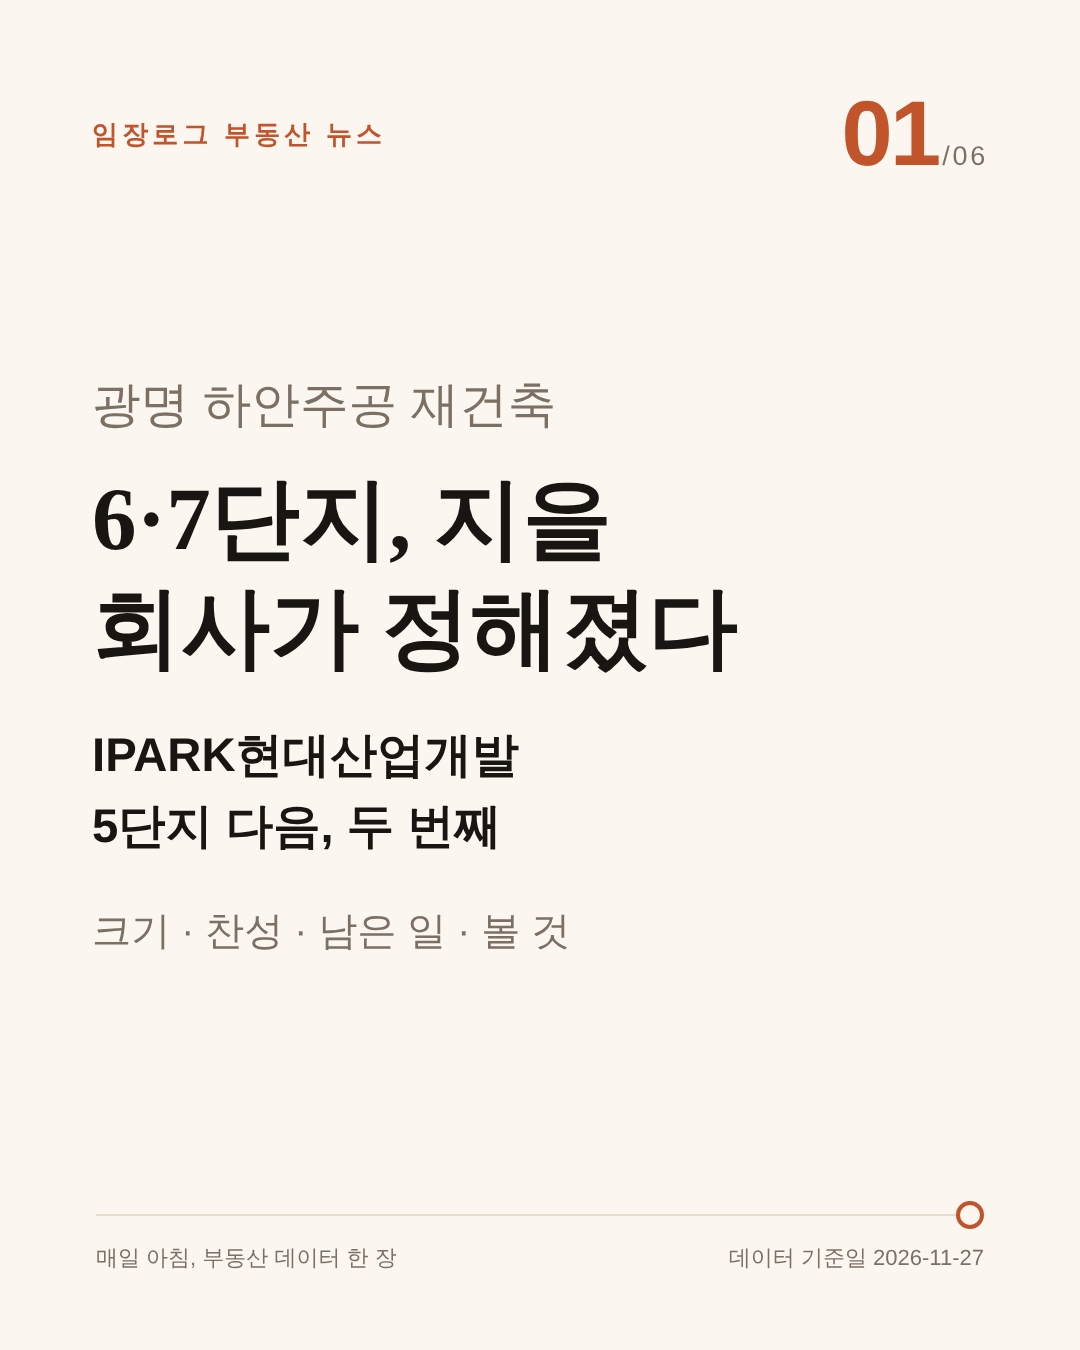 임장로그 부동산 뉴스
01/06
광명 하안주공 재건축
6·7단지, 지을
회사가 정해졌다
IPARK현대산업개발
5단지 다음, 두 번째
크기 · 찬성 · 남은 일 · 볼 것
매일 아침, 부동산 데이터 한 장
데이터 기준일 2026-11-27